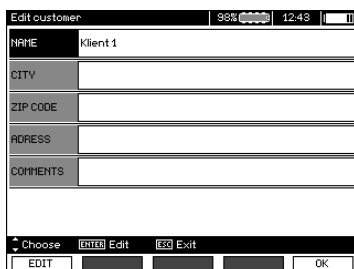 Edit customer 98% 12:43
NAME Klient 1
CITY
ZIP CODE
ADRESS
COMMENTS
Choose ENTER Edit ESC Exit
EDIT OK